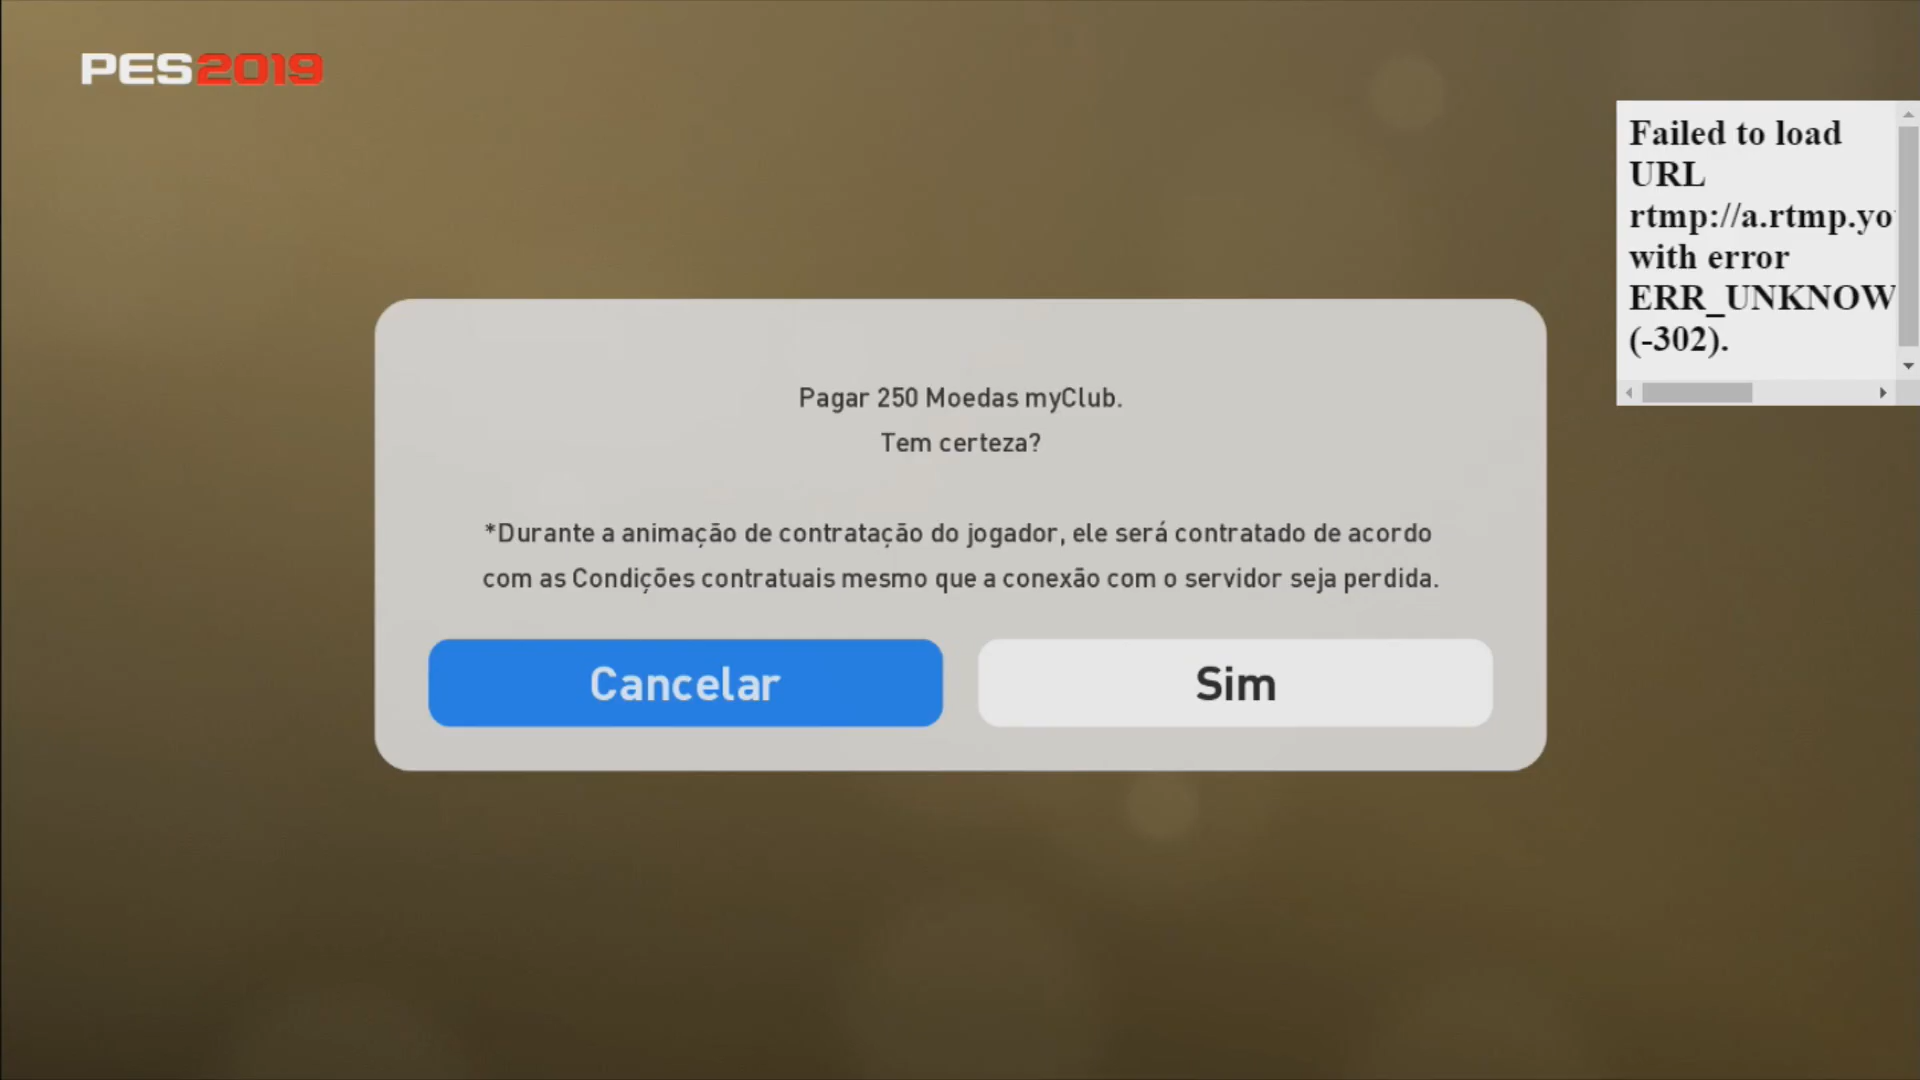 PES2019
Failed to load
URL
rtmp://a.rtmp.yo
with error
ERR_UNKNOW
(-302).
Pagar 250 Moedas myClub.
Tem certeza?
*Durante a animação de contratação do jogador, ele será contratado de acordo
com as Condições contratuais mesmo que a conexão com o servidor seja perdida.
Cancelar Sim